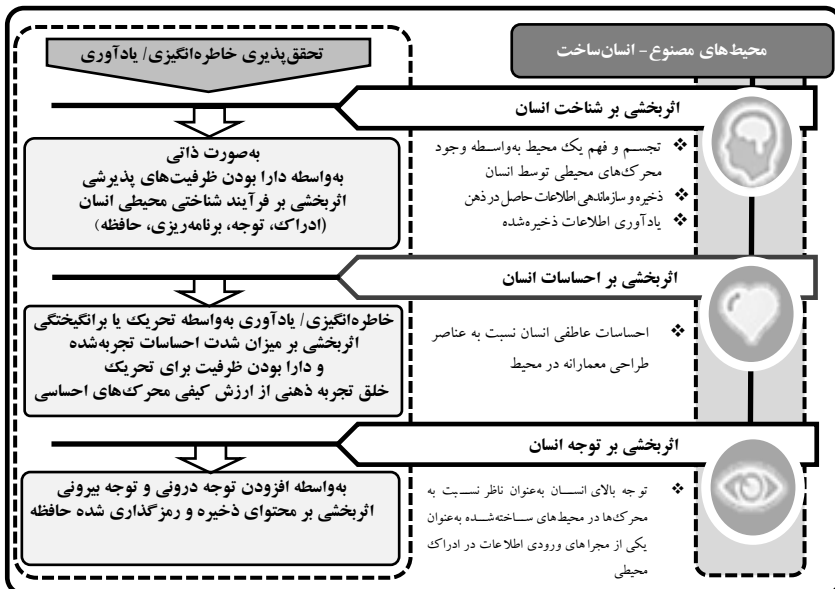 محیط‌های مصنوع - انسان‌ساخت
تحقق‌پذیری خاطره‌انگیزی/ یادآوری
اثربخشی بر شناخت انسان
❖ تجسم و فهم یک محیط به‌واسطه وجود
محرک‌های محیطی توسط انسان
❖ ذخیره و سازماندهی اطلاعات حاصل در ذهن
❖ یادآوری اطلاعات ذخیره‌شده
به‌صورت ذاتی
به‌واسطه دارا بودن ظرفیت‌های پذیرشی
اثربخشی بر فرآیند شناختی محیطی انسان
(ادراک، توجه، برنامه‌ریزی، حافظه)
اثربخشی بر احساسات انسان
❖ احساسات عاطفی انسان نسبت به عناصر
طراحی معمارانه در محیط
خاطره‌انگیزی/ یادآوری به‌واسطه تحریک یا برانگیختگی
اثربخشی بر میزان شدت احساسات تجربه‌شده
و دارا بودن ظرفیت برای تحریک
خلق تجربه ذهنی از ارزش کیفی محرک‌های احساسی
اثربخشی بر توجه انسان
❖ توجه بالای انسان به‌عنوان ناظر نسبت به
محرک‌ها در محیط‌های ساخته‌شده به‌عنوان
یکی از مجراهای ورودی اطلاعات در ادراک
محیطی
به‌واسطه افزودن توجه درونی و توجه بیرونی
اثربخشی بر محتوای ذخیره و رمزگذاری شده حافظه